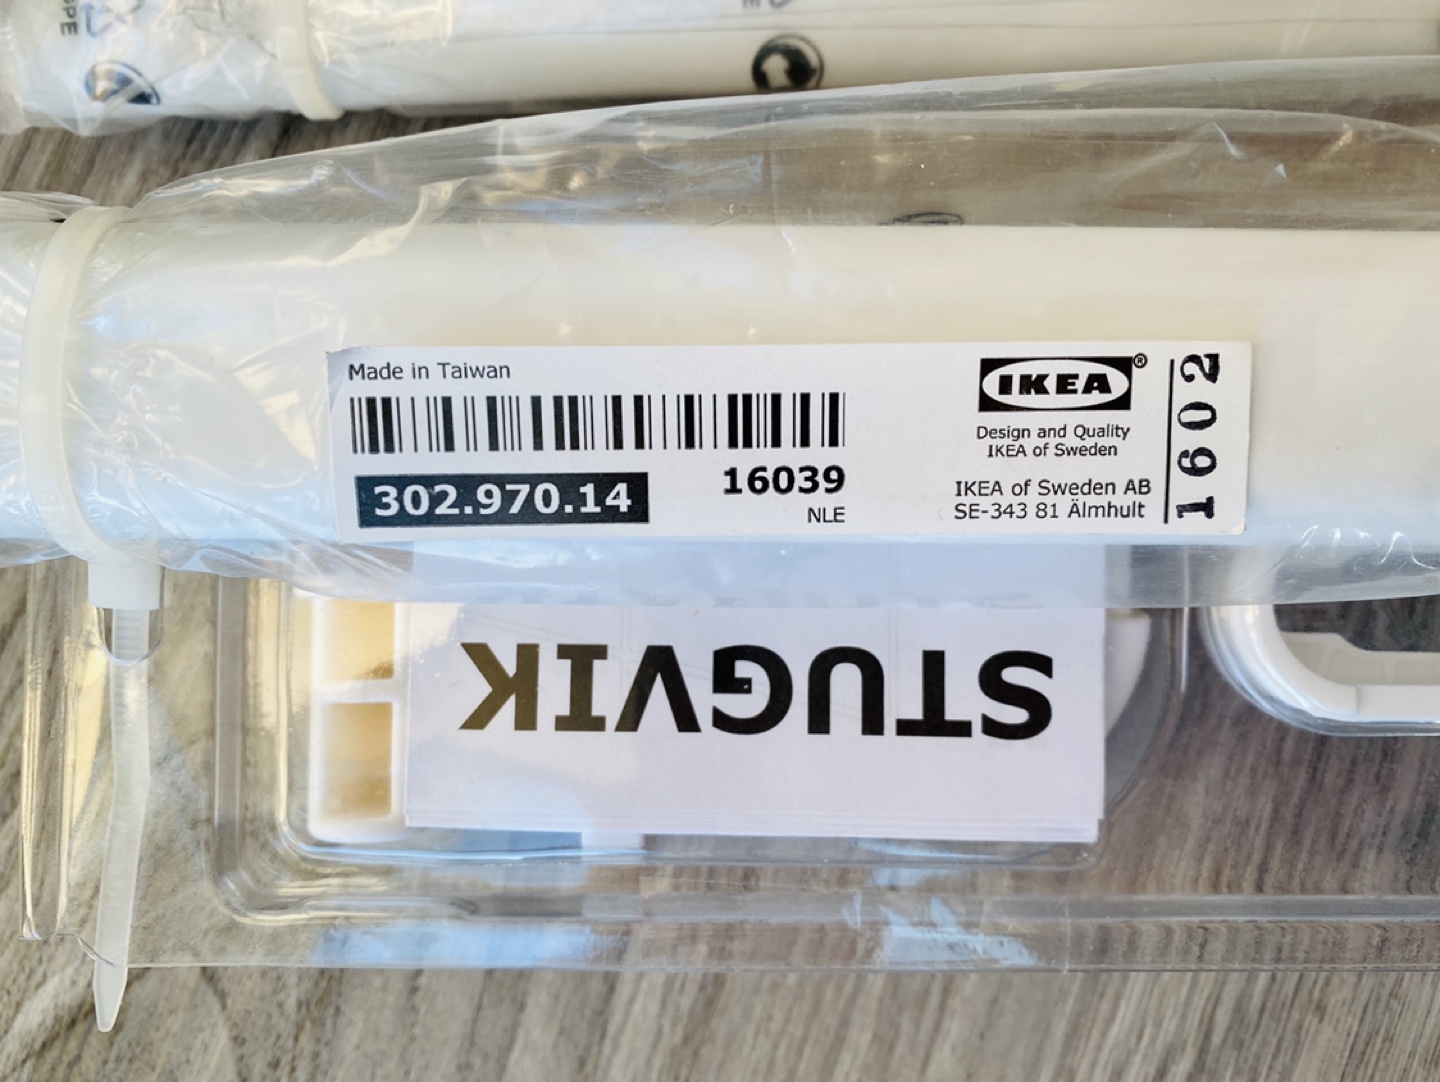 Made in Taiwan
302.970.14
16039
NLE
IKEA®
Design and Quality
IKEA of Sweden
IKEA of Sweden AB
SE-343 81 Älmhult
1602
STUGVIK